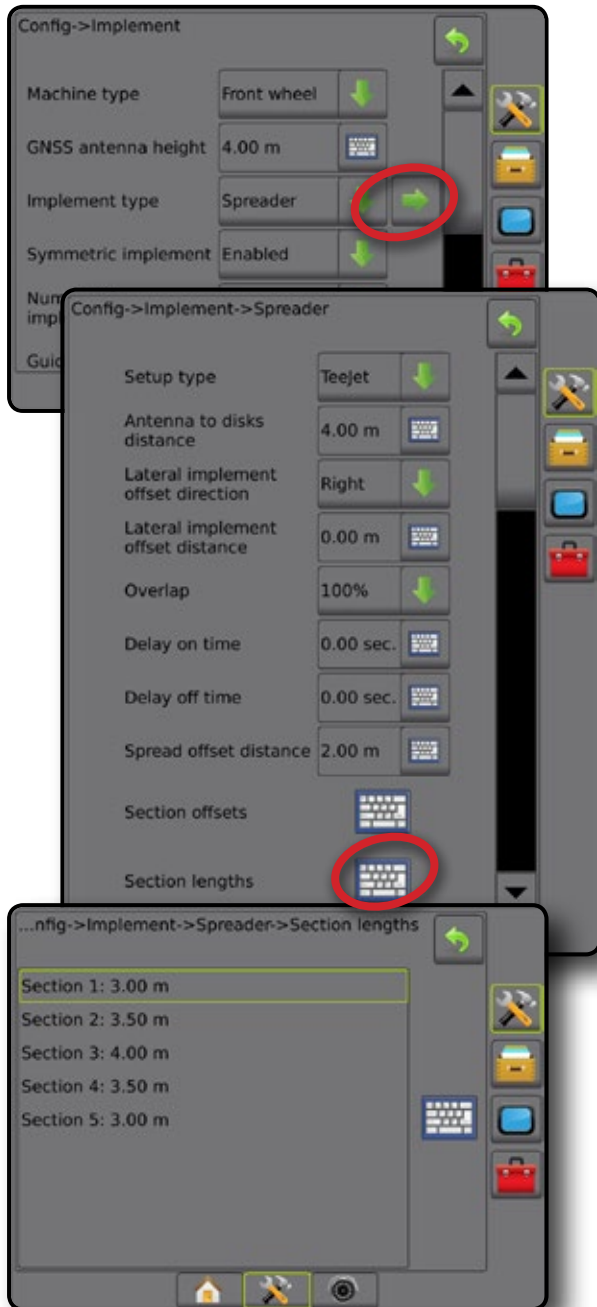 Config->Implement
Machine type Front wheel
GNSS antenna height 4.00 m
Implement type Spreader
Symmetric implement Enabled
Config->Implement->Spreader
Setup type TeeJet
Antenna to disks
distance
4.00 m
Lateral implement
offset direction
Right
Lateral implement
offset distance
0.00 m
Overlap 100%
Delay on time 0.00 sec.
Delay off time 0.00 sec.
Spread offset distance 2.00 m
Section offsets
Section lengths
...nfig->Implement->Spreader->Section lengths
Section 1: 3.00 m
Section 2: 3.50 m
Section 3: 4.00 m
Section 4: 3.50 m
Section 5: 3.00 m